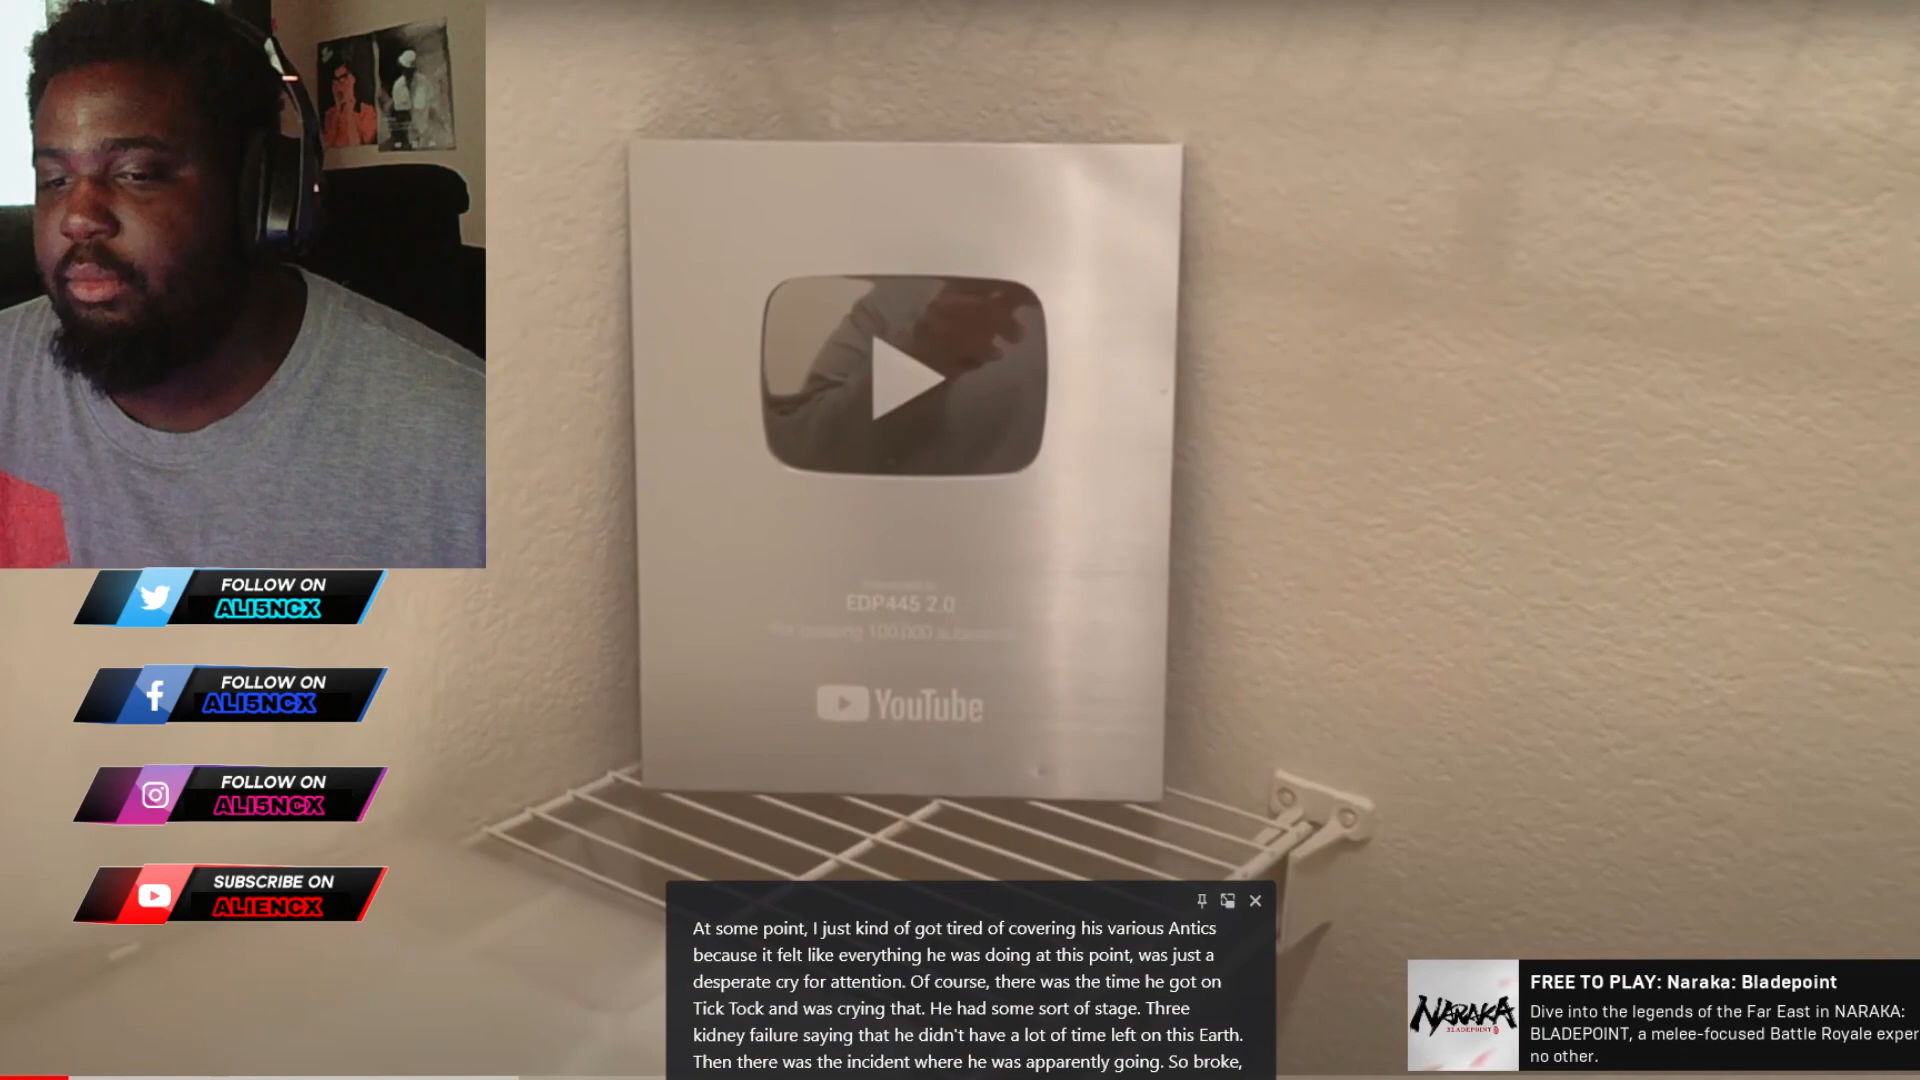 FOLLOW ON
ALI5NCX
FOLLOW ON
ALI5NCX
FOLLOW ON
ALI5NCX
SUBSCRIBE ON
ALIENCX
EDP445 2.0
100,000
YouTube
At some point, I just kind of got tired of covering his various Antics
because it felt like everything he was doing at this point, was just a
desperate cry for attention. Of course, there was the time he got on
Tick Tock and was crying that. He had some sort of stage. Three
kidney failure saying that he didn't have a lot of time left on this Earth.
Then there was the incident where he was apparently going. So broke,
NARAKA
BLADEPOINT
FREE TO PLAY: Naraka: Bladepoint
Dive into the legends of the Far East in NARAKA:
BLADEPOINT, a melee-focused Battle Royale exper
no other.